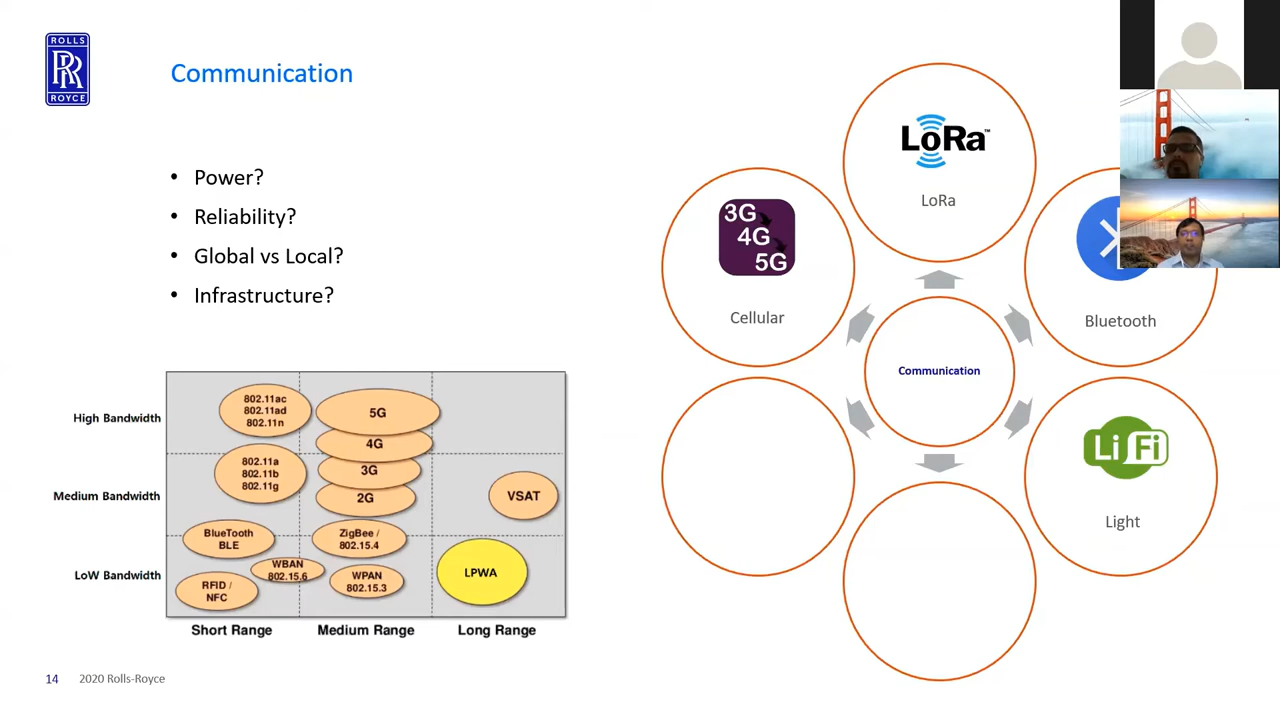 ROLLS
RR
ROYCE
Communication
• Power?
• Reliability?
• Global vs Local?
• Infrastructure?
High Bandwidth
Medium Bandwidth
LoW Bandwidth
802.11ac
802.11ad
802.11n
5G
4G
802.11a
802.11b
802.11g
3G
2G
VSAT
BlueTooth
BLE
ZigBee /
802.15.4
WBAN
802.15.6
RFID /
NFC
WPAN
802.15.3
LPWA
Short Range
Medium Range
Long Range
LoRa™
LoRa
3G
4G
5G
Cellular
Bluetooth
Communication
LiFi
Light
14
2020 Rolls-Royce